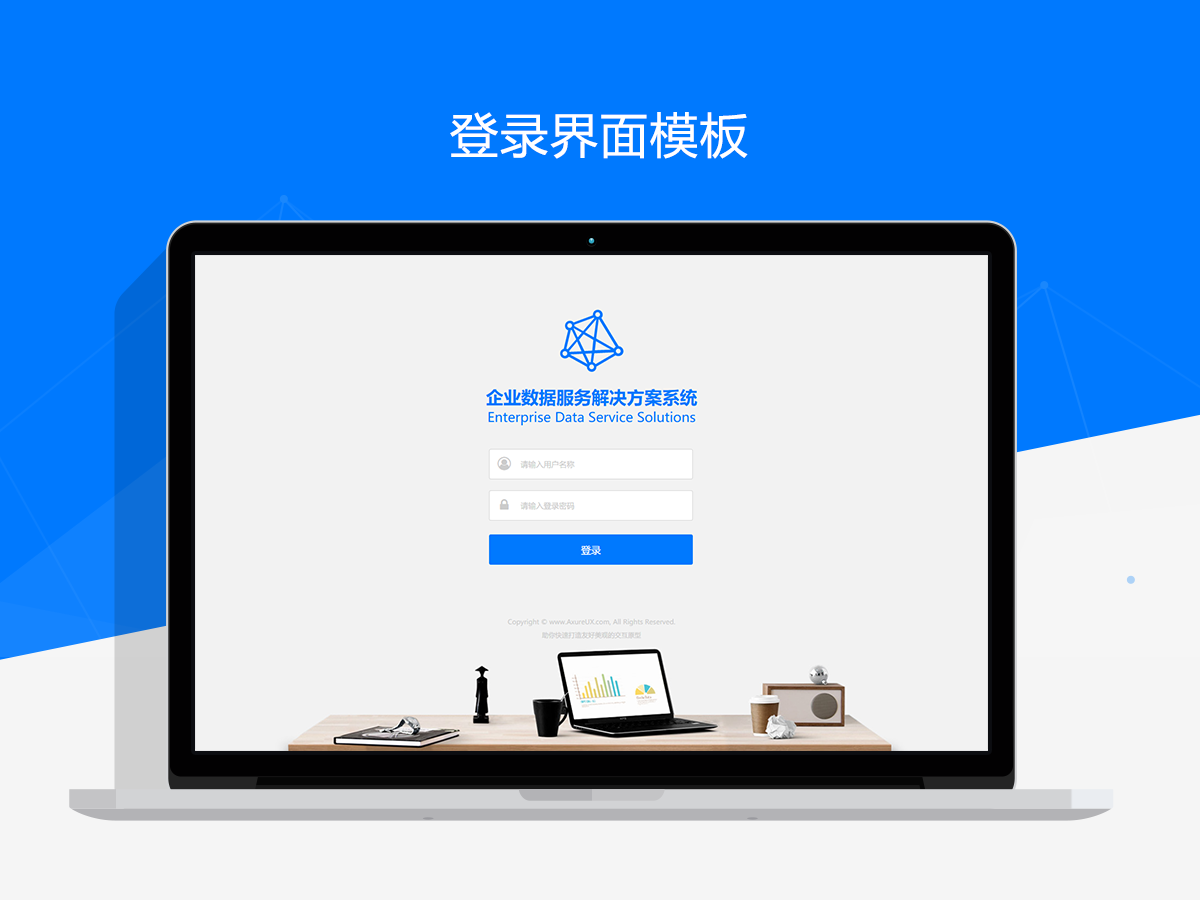 登录界面模板
企业数据服务解决方案系统
Enterprise Data Service Solutions
请输入用户名称
请输入登录密码
登录
Copyright © www.AxureUX.com, All Rights Reserved.
助你快速打造友好美观的交互原型